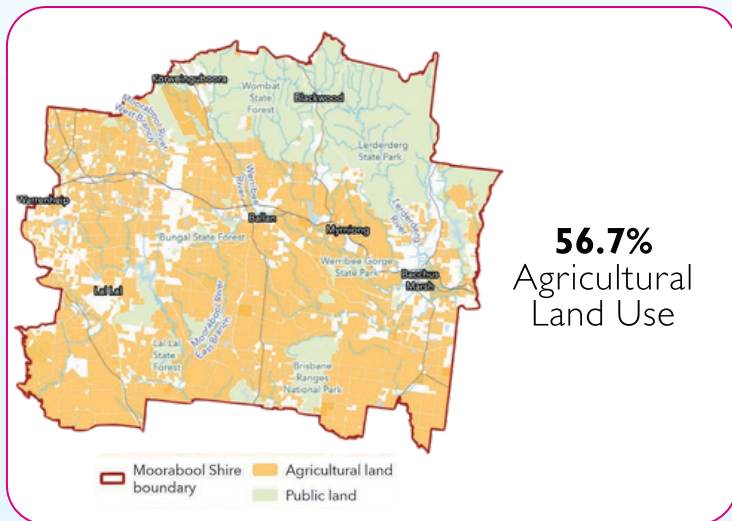 Korweinguboora
Wombat
State
Forest
Blackwood
Moorabool River
West Branch
Lerderderg
State Park
Warrenheip
Werribee
River
Lerderderg
River
Ballan
Myrniong
Bungal State Forest
Werribee Gorge
State Park
Bacchus
Marsh
Lal Lal
Moorabool River
East Branch
Lal Lal
State
Forest
Brisbane
Ranges
National Park
56.7%
Agricultural
Land Use
Moorabool Shire
boundary
Agricultural land
Public land